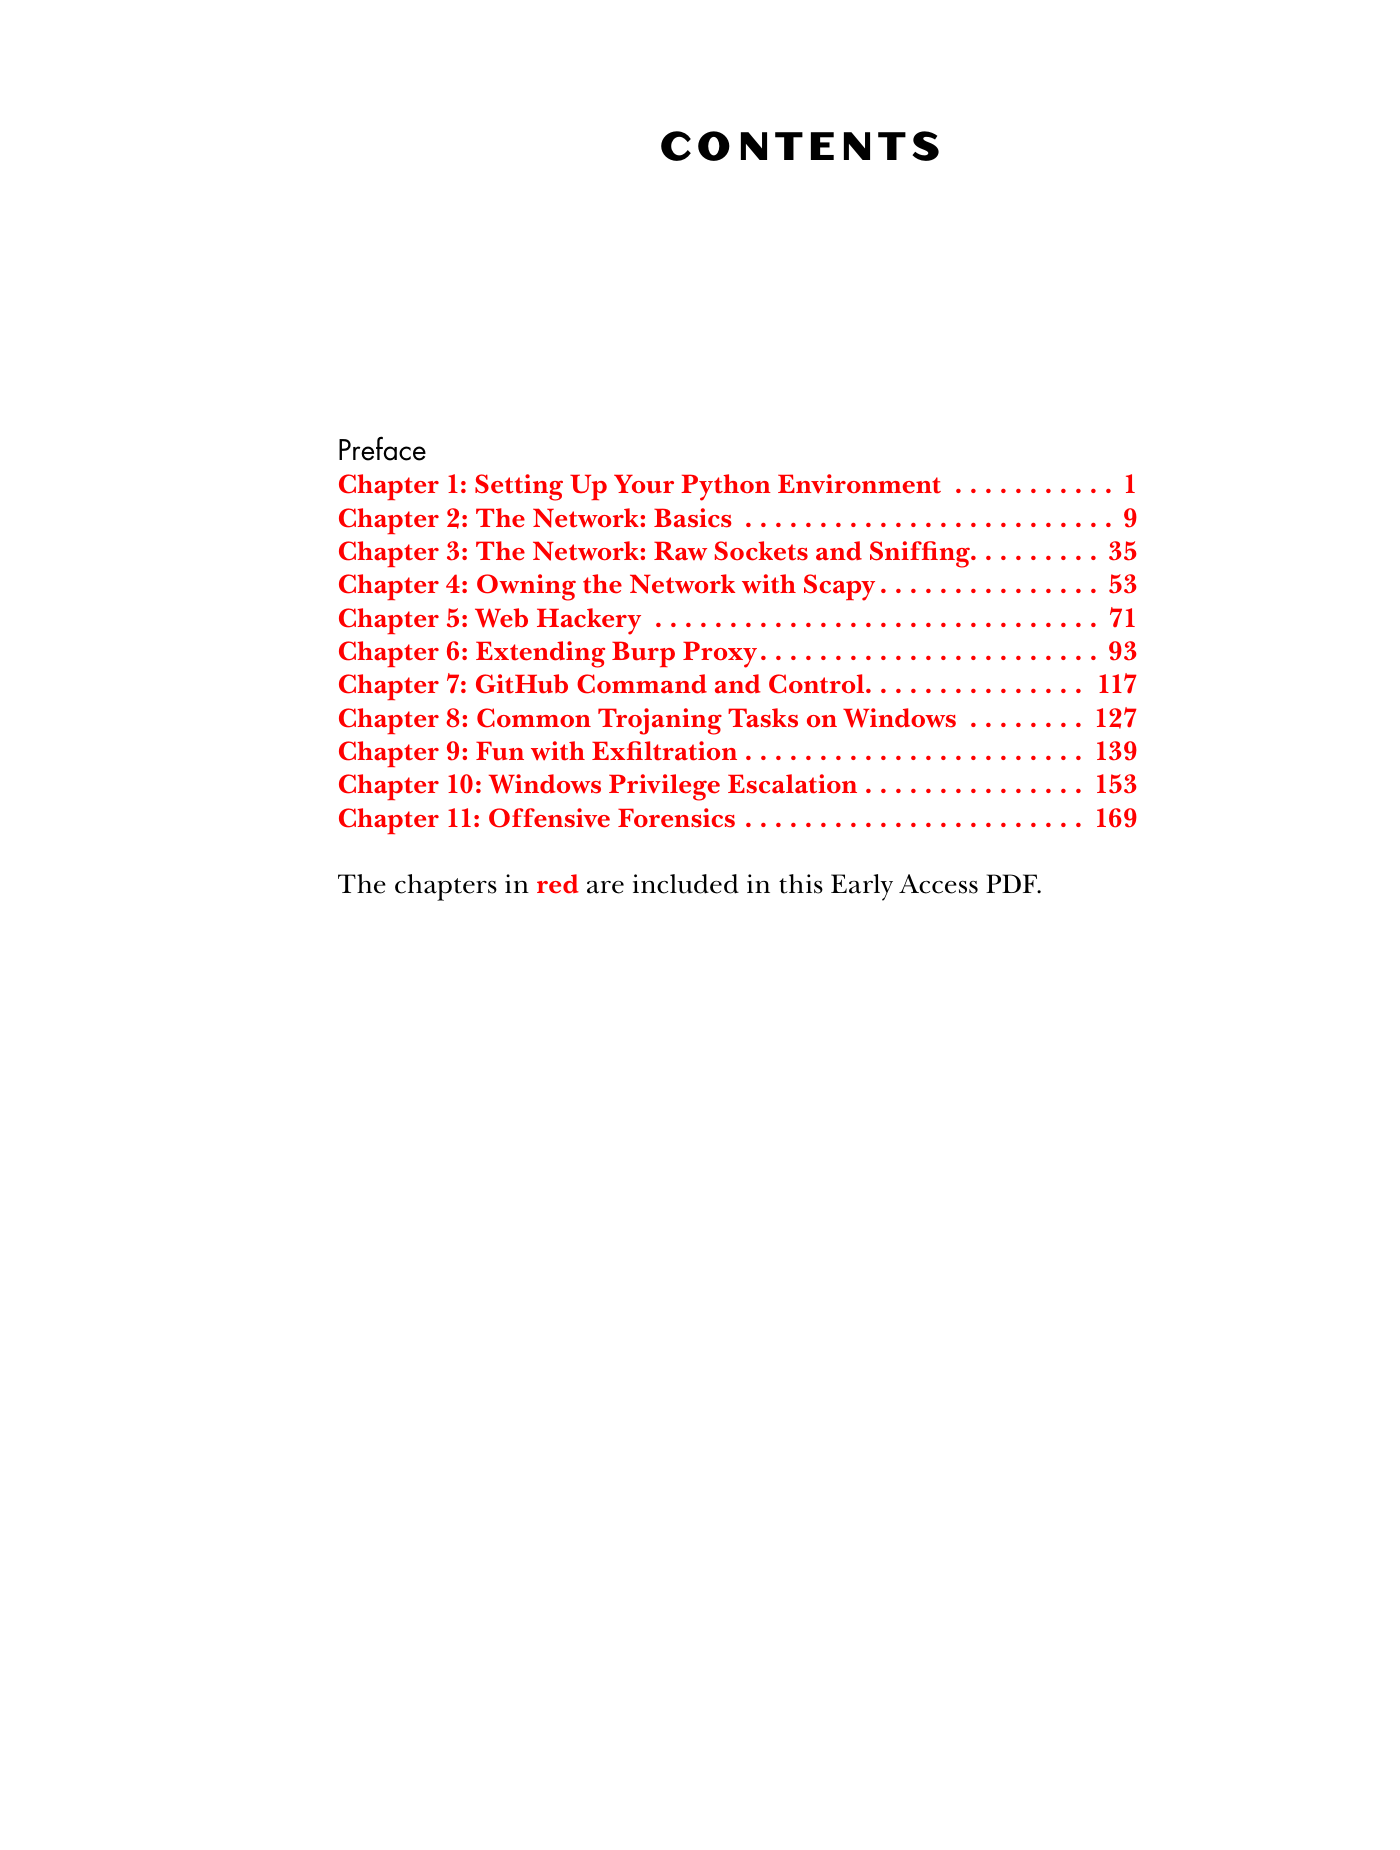 CONTENTS
Preface
Chapter 1: Setting Up Your Python Environment . . . . . . . . . . . 1
Chapter 2: The Network: Basics . . . . . . . . . . . . . . . . . . . . . . . . . 9
Chapter 3: The Network: Raw Sockets and Sniffing. . . . . . . . . 35
Chapter 4: Owning the Network with Scapy . . . . . . . . . . . . . . . 53
Chapter 5: Web Hackery . . . . . . . . . . . . . . . . . . . . . . . . . . . . . . 71
Chapter 6: Extending Burp Proxy. . . . . . . . . . . . . . . . . . . . . . . 93
Chapter 7: GitHub Command and Control. . . . . . . . . . . . . . . 117
Chapter 8: Common Trojaning Tasks on Windows . . . . . . . . 127
Chapter 9: Fun with Exfiltration . . . . . . . . . . . . . . . . . . . . . . . 139
Chapter 10: Windows Privilege Escalation . . . . . . . . . . . . . . . 153
Chapter 11: Offensive Forensics . . . . . . . . . . . . . . . . . . . . . . . 169
The chapters in red are included in this Early Access PDF.